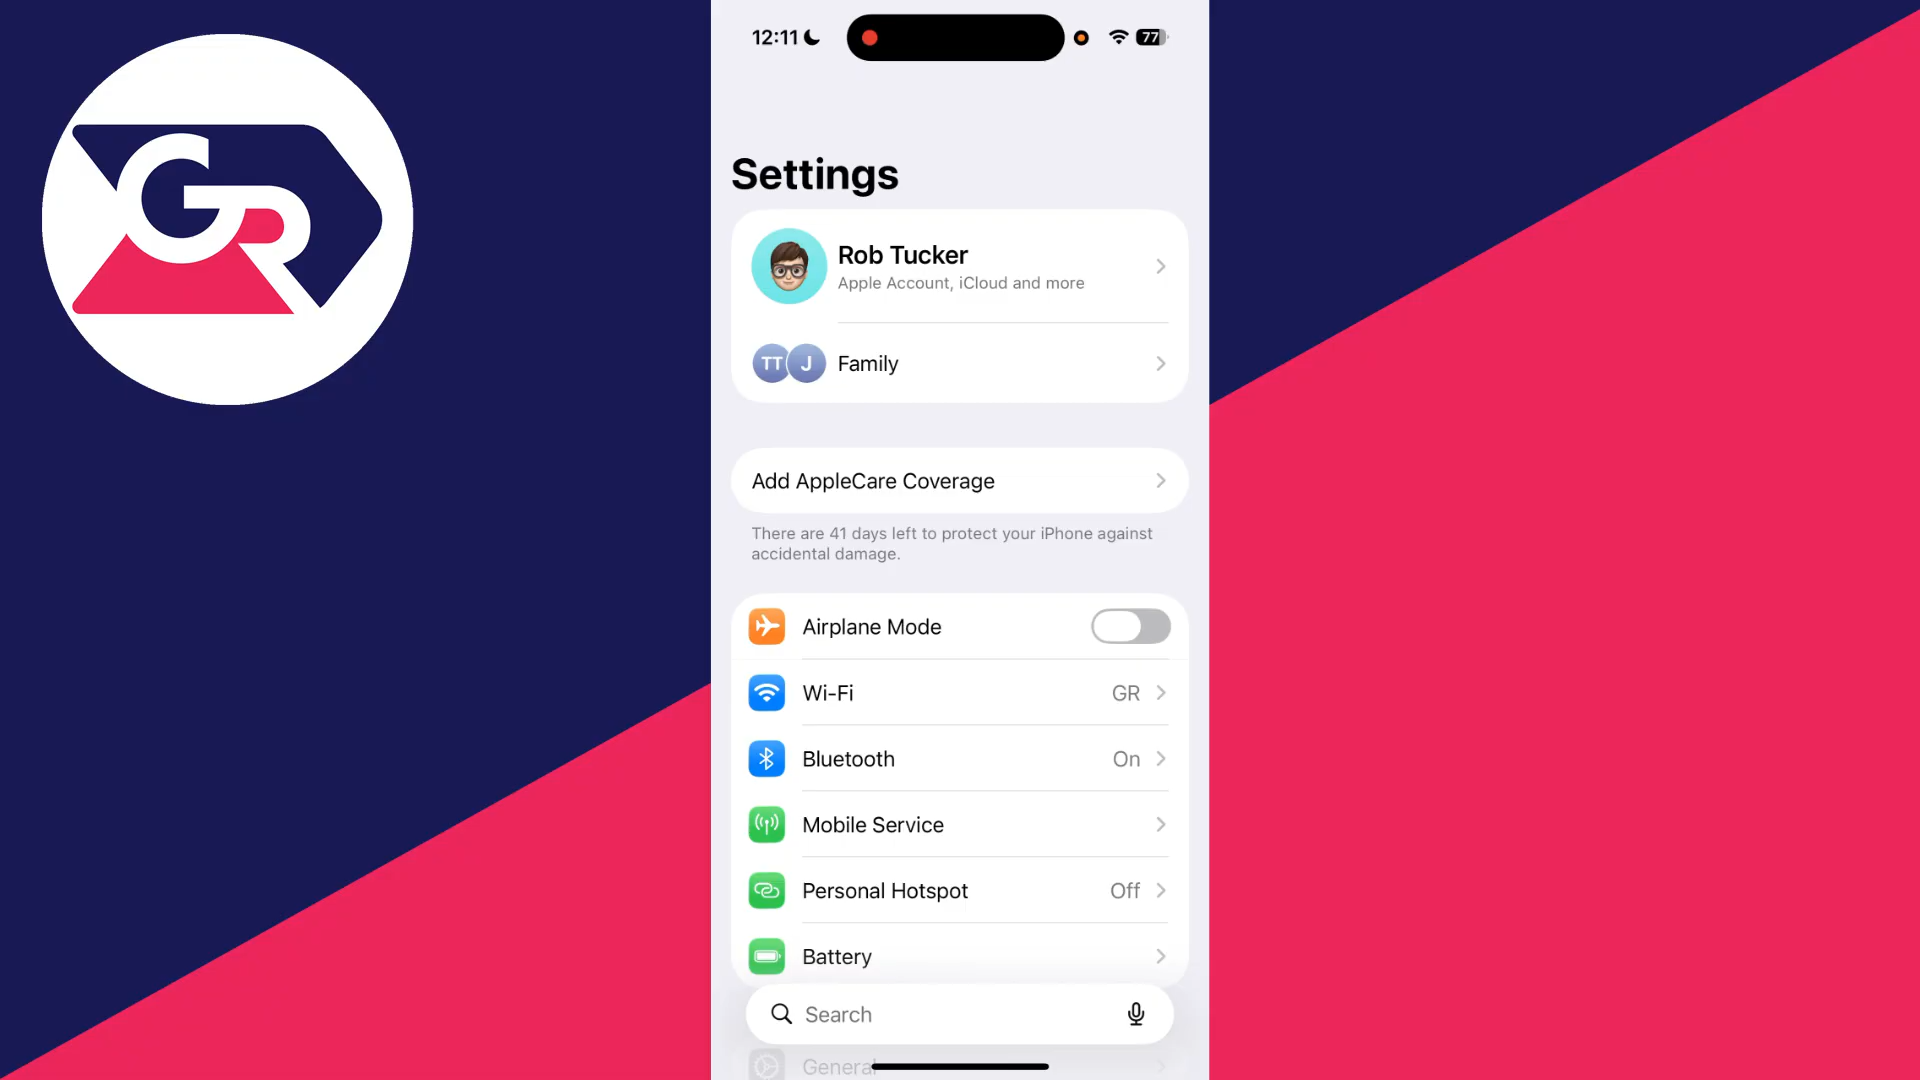 GR
12:11
77
Settings
Rob Tucker
Apple Account, iCloud and more
TT
J
Family
Add AppleCare Coverage
There are 41 days left to protect your iPhone against
accidental damage.
Airplane Mode
Wi-Fi
GR
Bluetooth
On
Mobile Service
Personal Hotspot
Off
Battery
Search
General